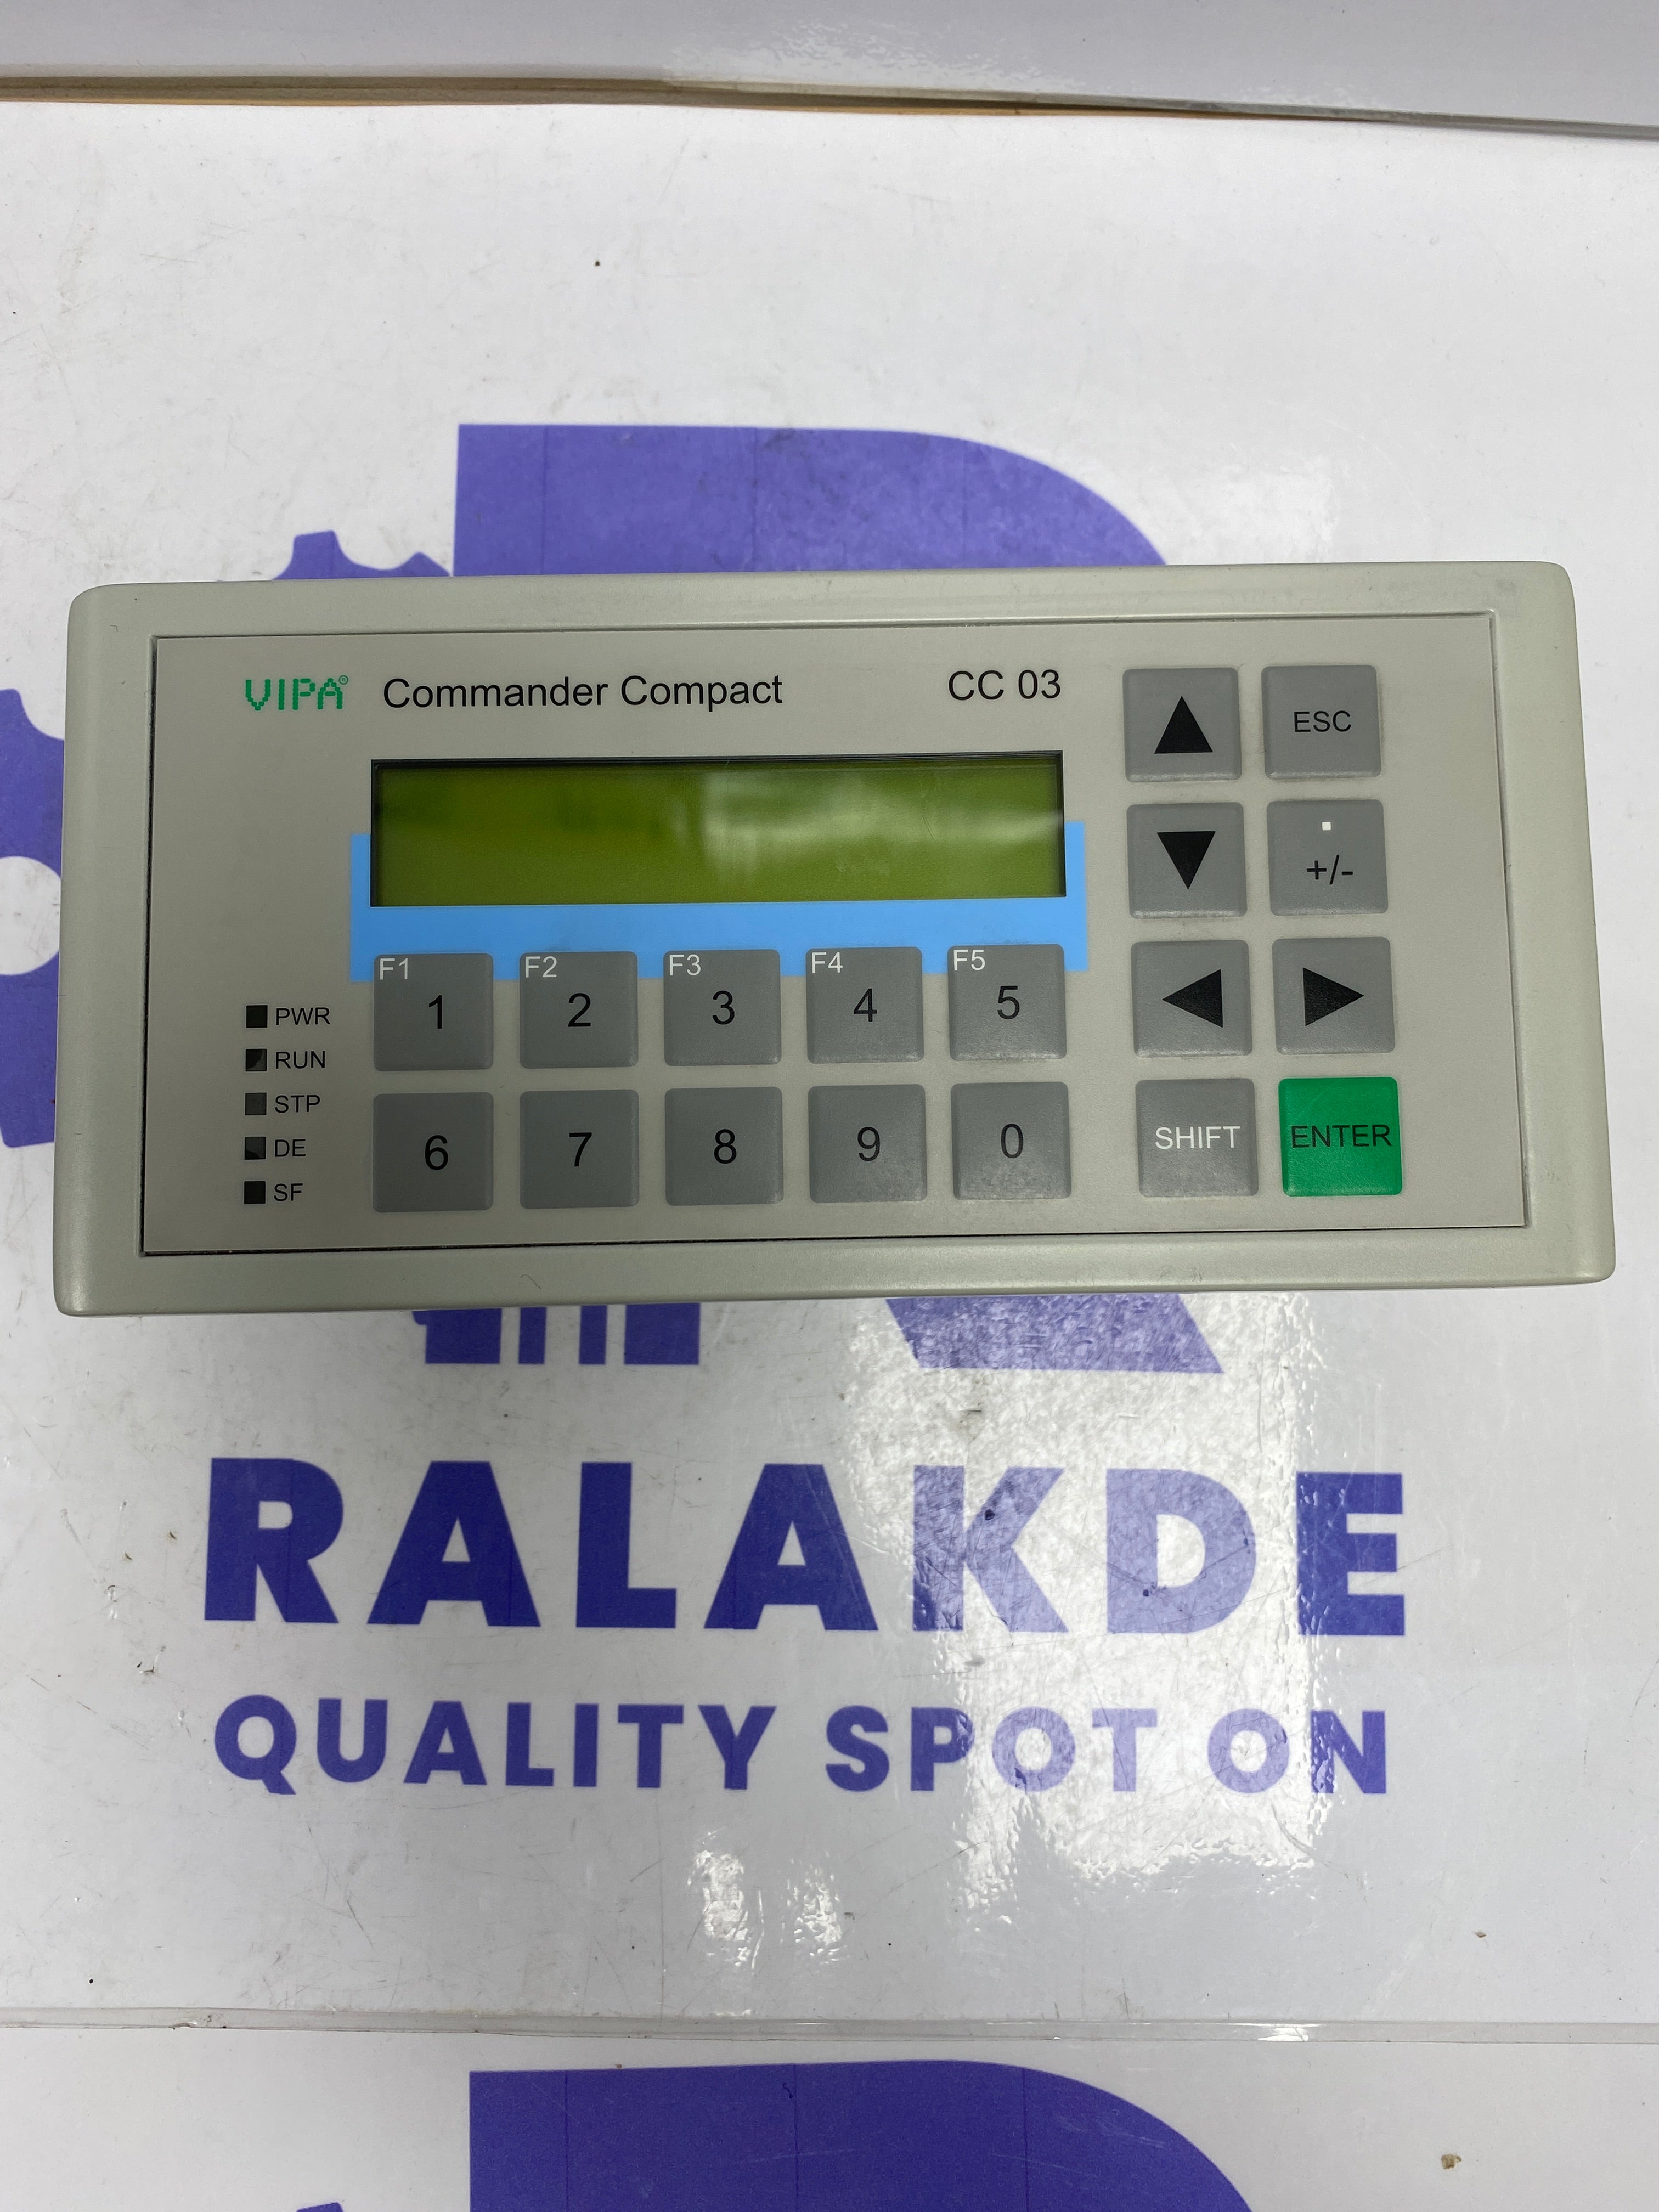 VIPA® Commander Compact CC 03
ESC
+/-
F1 F2 F3 F4 F5
1 2 3 4 5
PWR
RUN
STP
DE
SF
6 7 8 9 0
SHIFT ENTER
RALAKDE
QUALITY SPOT ON